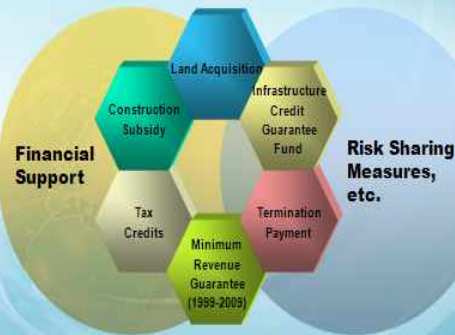 Land Acquisition
Construction
Subsidy
Infrastructure
Credit
Guarantee
Fund
Financial
Support
Risk Sharing
Measures,
etc.
Tax
Credits
Termination
Payment
Minimum
Revenue
Guarantee
(1999-2009)